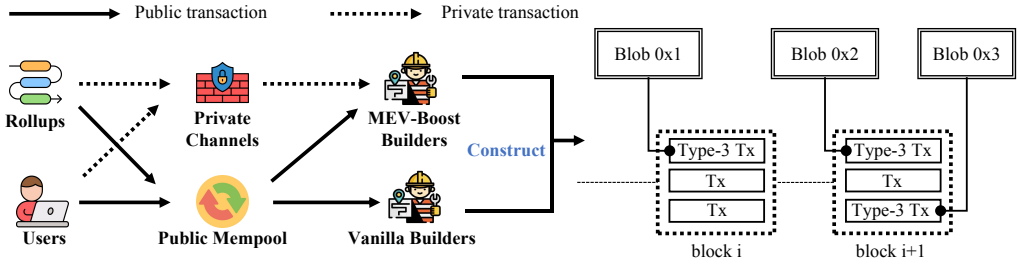 Public transaction
Private transaction
Rollups
Users
Private
Channels
Public Mempool
MEV-Boost
Builders
Vanilla Builders
Construct
Blob 0x1
Blob 0x2
Blob 0x3
Type-3 Tx
Tx
Tx
block i
Type-3 Tx
Tx
Type-3 Tx
block i+1